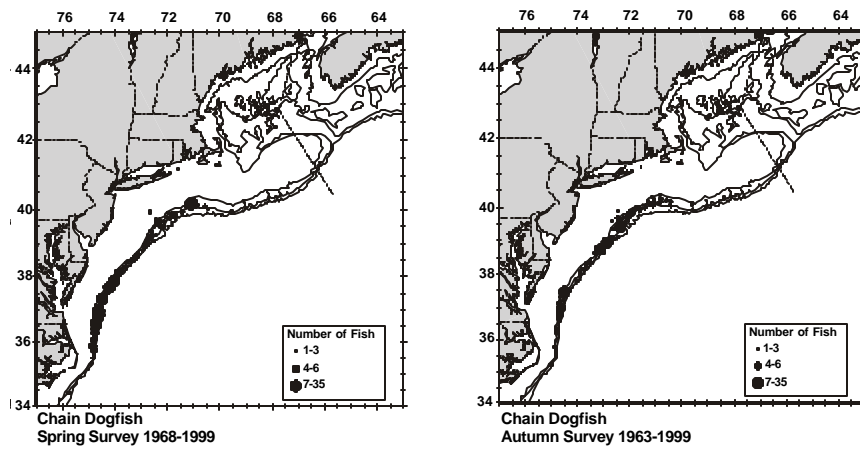 76 74 72 70 68 66 64
44
42
40
38
36
34
Number of Fish
1-3
4-6
7-35
Chain Dogfish
Spring Survey 1968-1999
76 74 72 70 68 66 64
44
42
40
38
36
34
Number of Fish
1-3
4-6
7-35
Chain Dogfish
Autumn Survey 1963-1999